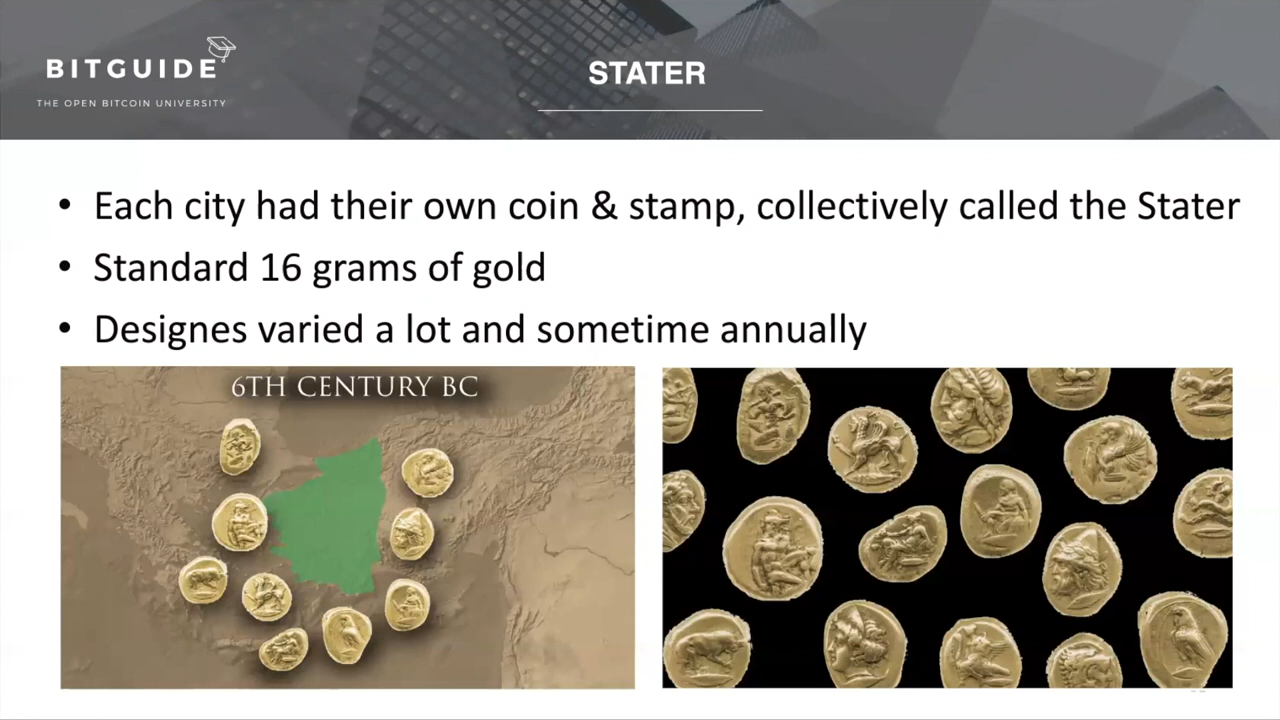 BITGUIDE
THE OPEN BITCOIN UNIVERSITY
STATER
• Each city had their own coin & stamp, collectively called the Stater
• Standard 16 grams of gold
• Designes varied a lot and sometime annually
6TH CENTURY BC